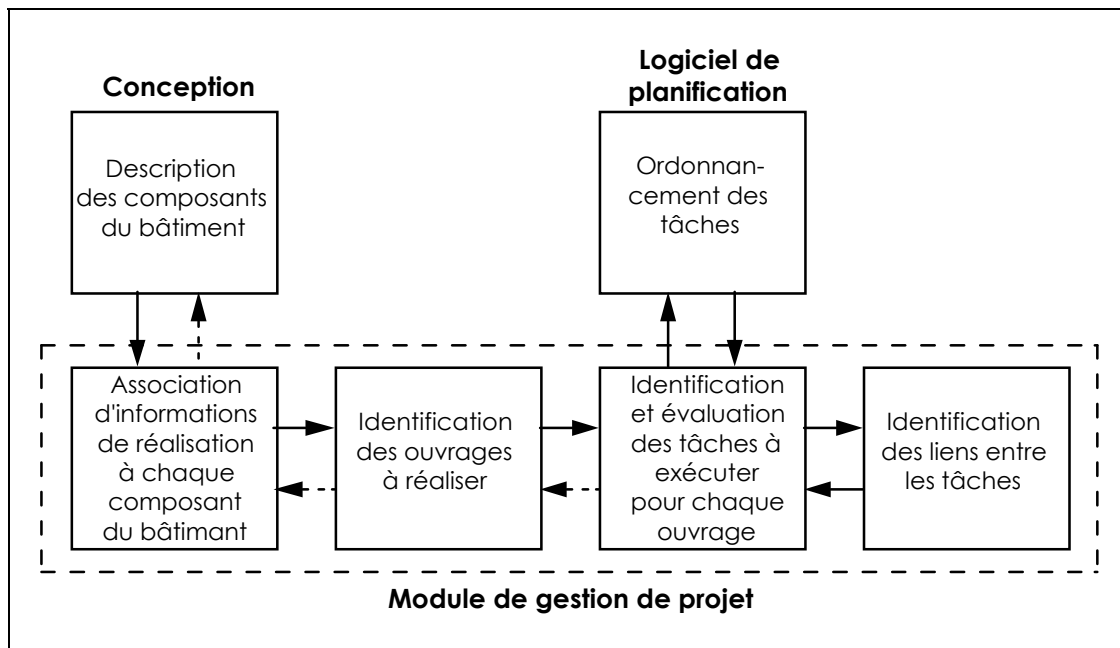 Conception
Description
des composants
du bâtiment
Logiciel de
planification
Ordonnan-
cement des
tâches
Association
d'informations
de réalisation
à chaque
composant
du bâtimant
Identification
des ouvrages
à réaliser
Identification
et évaluation
des tâches à
exécuter
pour chaque
ouvrage
Identification
des liens entre
les tâches
Module de gestion de projet